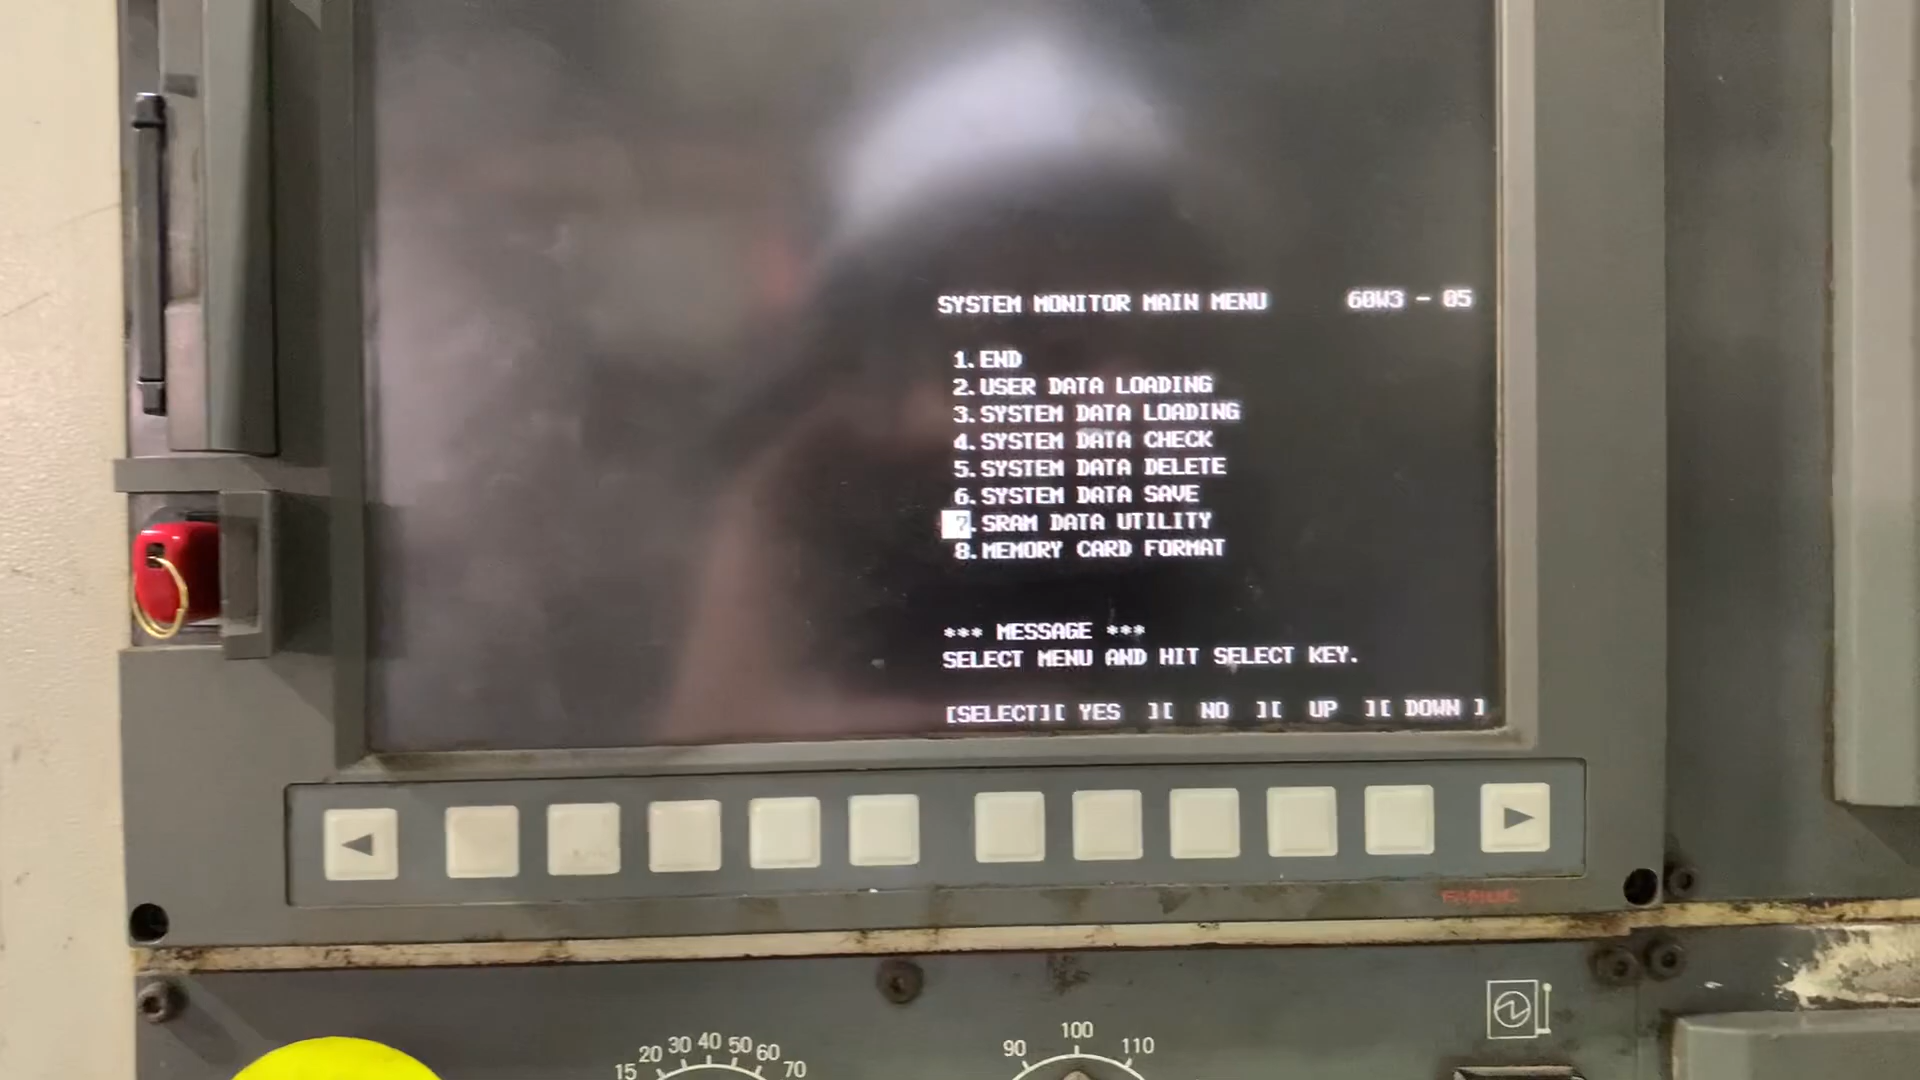 SYSTEM MONITOR MAIN MENU 60W3 - 05
1.END
2.USER DATA LOADING
3.SYSTEM DATA LOADING
4.SYSTEM DATA CHECK
5.SYSTEM DATA DELETE
6.SYSTEM DATA SAVE
7.SRAM DATA UTILITY
8.MEMORY CARD FORMAT
*** MESSAGE ***
SELECT MENU AND HIT SELECT KEY.
[SELECT][ YES ][ NO ][ UP ][ DOWN ]
FANUC
15 20 30 40 50 60 70
90 100 110